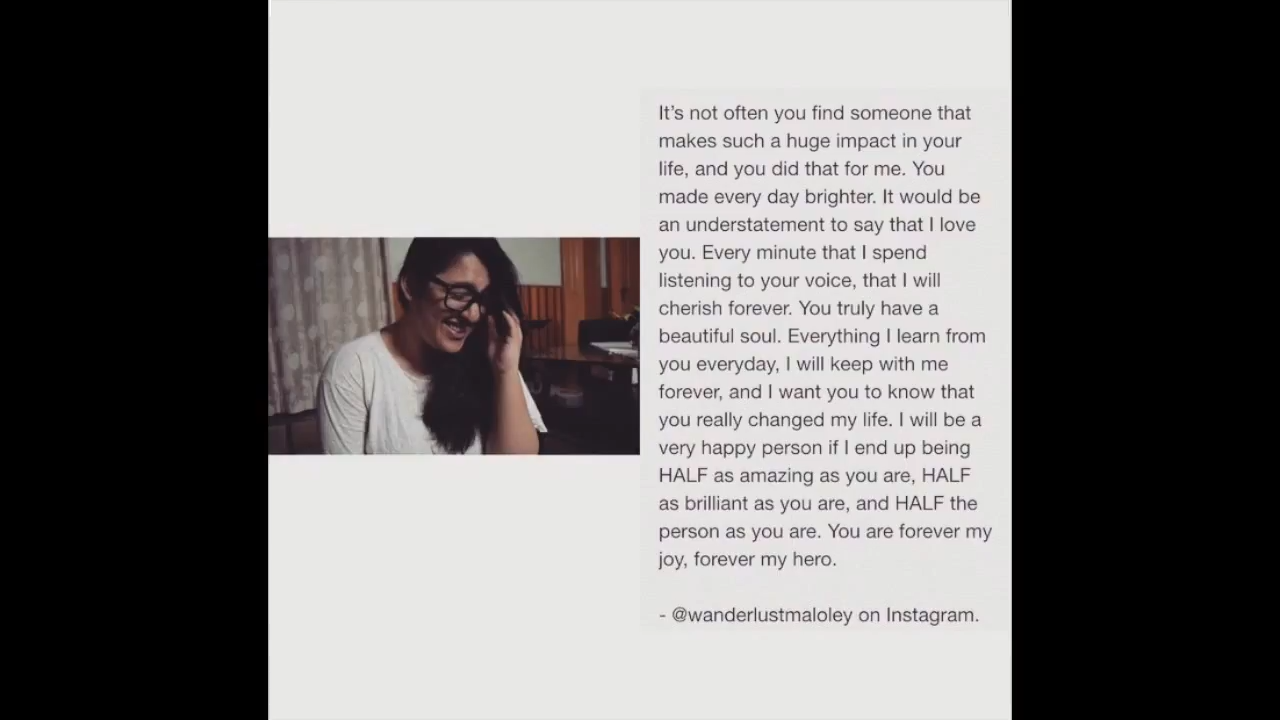 It’s not often you find someone that
makes such a huge impact in your
life, and you did that for me. You
made every day brighter. It would be
an understatement to say that I love
you. Every minute that I spend
listening to your voice, that I will
cherish forever. You truly have a
beautiful soul. Everything I learn from
you everyday, I will keep with me
forever, and I want you to know that
you really changed my life. I will be a
very happy person if I end up being
HALF as amazing as you are, HALF
as brilliant as you are, and HALF the
person as you are. You are forever my
joy, forever my hero.
- @wanderlustmaloley on Instagram.